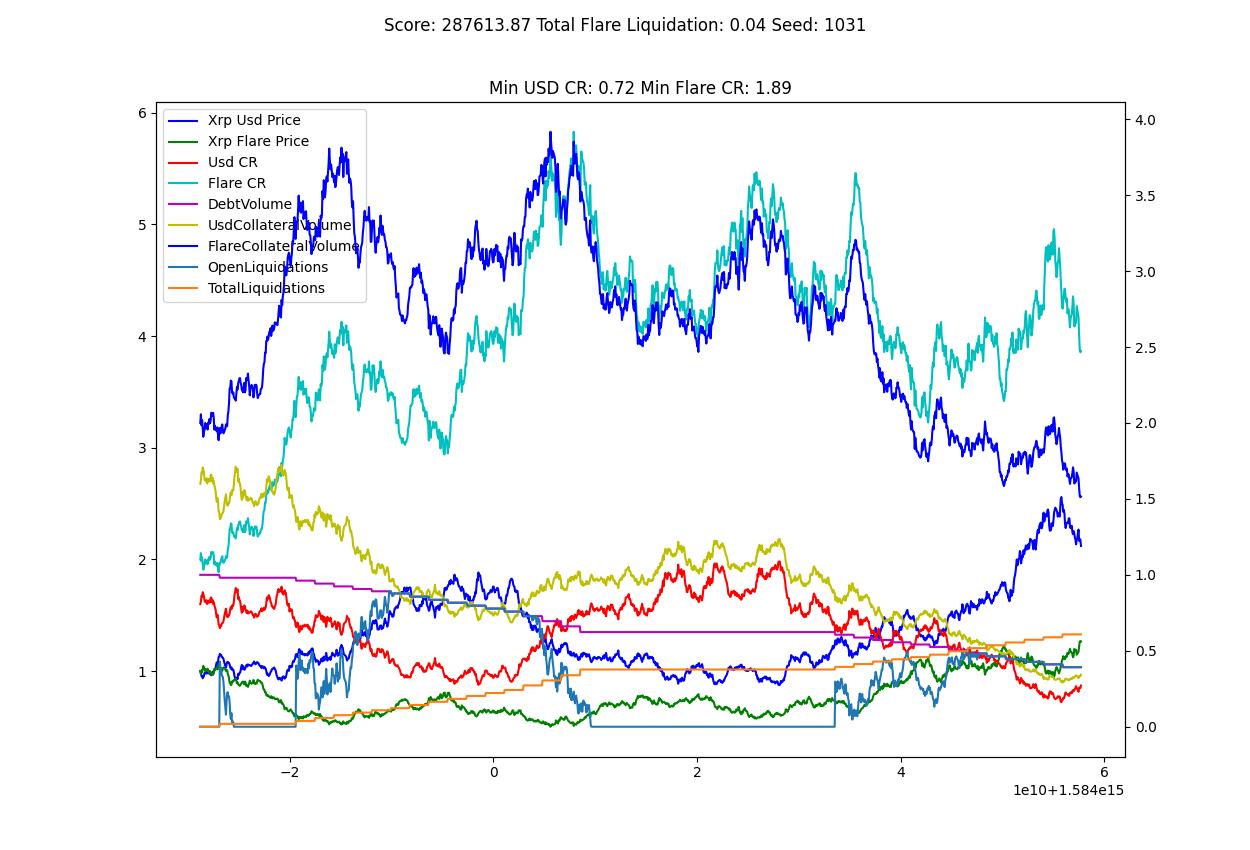 Score: 287613.87 Total Flare Liquidation: 0.04 Seed: 1031
Min USD CR: 0.72 Min Flare CR: 1.89
Xrp Usd Price
Xrp Flare Price
Usd CR
Flare CR
DebtVolume
UsdCollateralVolume
FlareCollateralVolume
OpenLiquidations
TotalLiquidations
6
5
4
3
2
1
4.0
3.5
3.0
2.5
2.0
1.5
1.0
0.5
0.0
−2 0 2 4 6
1e10+1.584e15